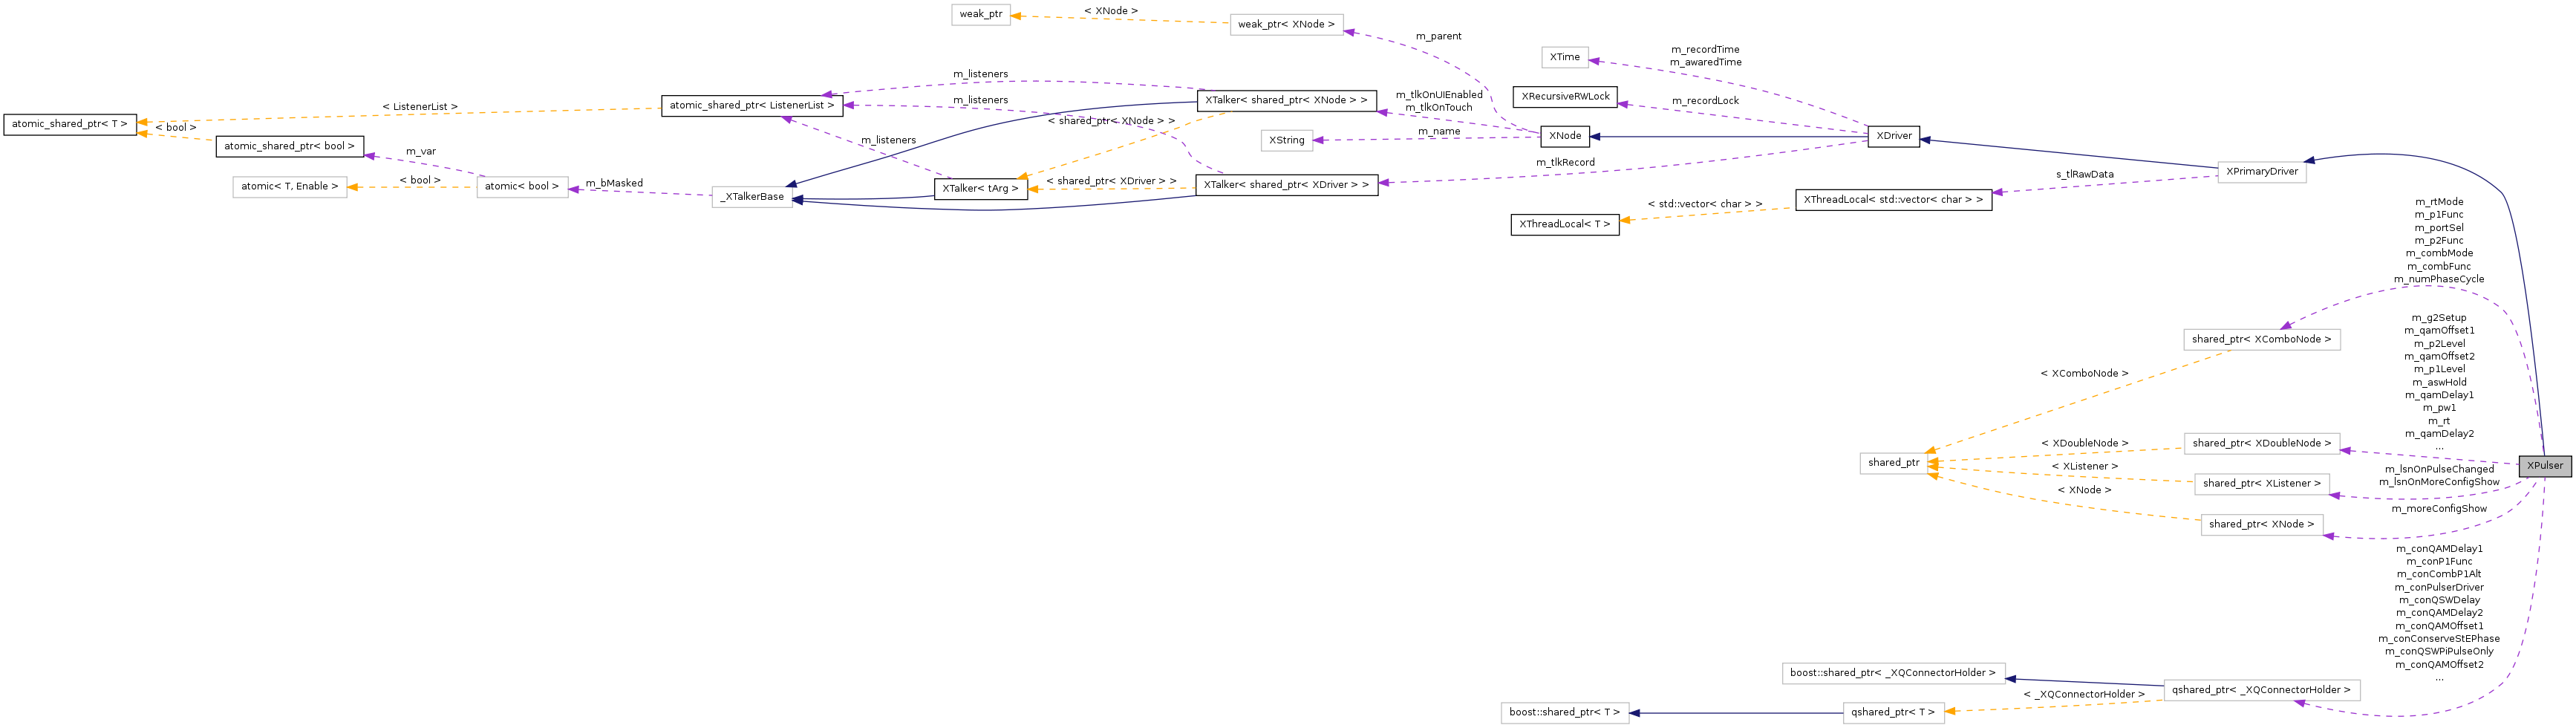 weak_ptr
< XNode >
weak_ptr< XNode >
m_parent
XTime
m_recordTime
m_awaredTime
m_listeners
XRecursiveRWLock
m_recordLock
atomic_shared_ptr< T >
< ListenerList >
atomic_shared_ptr< ListenerList >
m_listeners
XTalker< shared_ptr< XNode > >
m_tlkOnUIEnabled
m_tlkOnTouch
< bool >
atomic_shared_ptr< bool >
m_var
m_listeners
< shared_ptr< XNode > >
XString
m_name
XNode
XDriver
atomic< T, Enable >
< bool >
atomic< bool >
m_bMasked
_XTalkerBase
XTalker< tArg >
< shared_ptr< XDriver > >
XTalker< shared_ptr< XDriver > >
m_tlkRecord
XPrimaryDriver
s_tlRawData
XThreadLocal< T >
< std::vector< char > >
XThreadLocal< std::vector< char > >
m_rtMode
m_p1Func
m_portSel
m_p2Func
m_combMode
m_combFunc
m_numPhaseCycle
shared_ptr< XComboNode >
< XComboNode >
m_g2Setup
m_qamOffset1
m_p2Level
m_qamOffset2
m_p1Level
m_aswHold
m_qamDelay1
m_pw1
m_rt
m_qamDelay2
...
shared_ptr
< XDoubleNode >
shared_ptr< XDoubleNode >
XPulser
< XListener >
shared_ptr< XListener >
m_lsnOnPulseChanged
m_lsnOnMoreConfigShow
< XNode >
shared_ptr< XNode >
m_moreConfigShow
m_conQAMDelay1
m_conP1Func
m_conCombP1Alt
m_conPulserDriver
m_conQSWDelay
m_conQAMDelay2
m_conQAMOffset1
m_conConserveStEPhase
m_conQSWPiPulseOnly
m_conQAMOffset2
...
boost::shared_ptr< _XQConnectorHolder >
qshared_ptr< _XQConnectorHolder >
< _XQConnectorHolder >
boost::shared_ptr< T >
qshared_ptr< T >